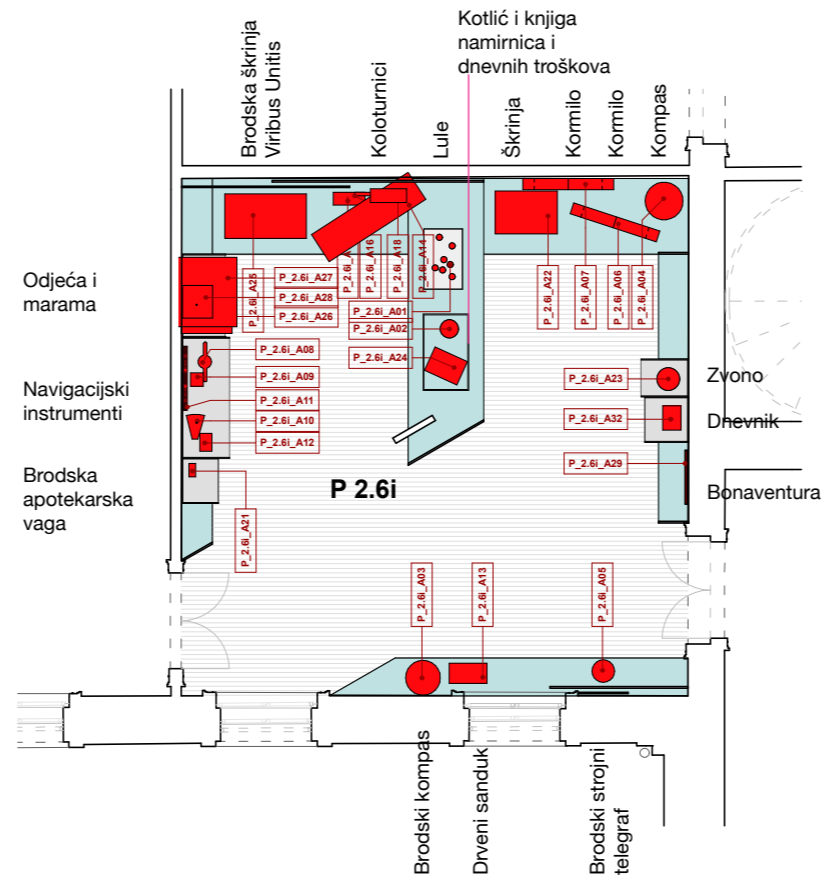 Kotlić i knjiga
namirnica i
dnevnih troškova
Brodska škrinja
Viribus Unitis
Koloturnici
Lule
Škrinja
Kormilo
Kormilo
Kompas
Odjeća i
marama
P_2.6i_A25
P_2.6i_A27
P_2.6i_A28
P_2.6i_A26
P_2.6i_A16
P_2.6i_A18
P_2.6i_A14
P_2.6i_A01
P_2.6i_A02
P_2.6i_A24
P_2.6i_A22
P_2.6i_A07
P_2.6i_A06
P_2.6i_A04
Navigacijski
instrumenti
P_2.6i_A08
P_2.6i_A09
P_2.6i_A11
P_2.6i_A10
P_2.6i_A12
P_2.6i_A23
Zvono
P_2.6i_A32
Dnevnik
P_2.6i_A29
Bonaventura
Brodska
apotekarska
vaga
P_2.6i_A21
P 2.6i
P_2.6i_A03
P_2.6i_A13
P_2.6i_A05
Brodski kompas
Drveni sanduk
Brodski strojni
telegraf